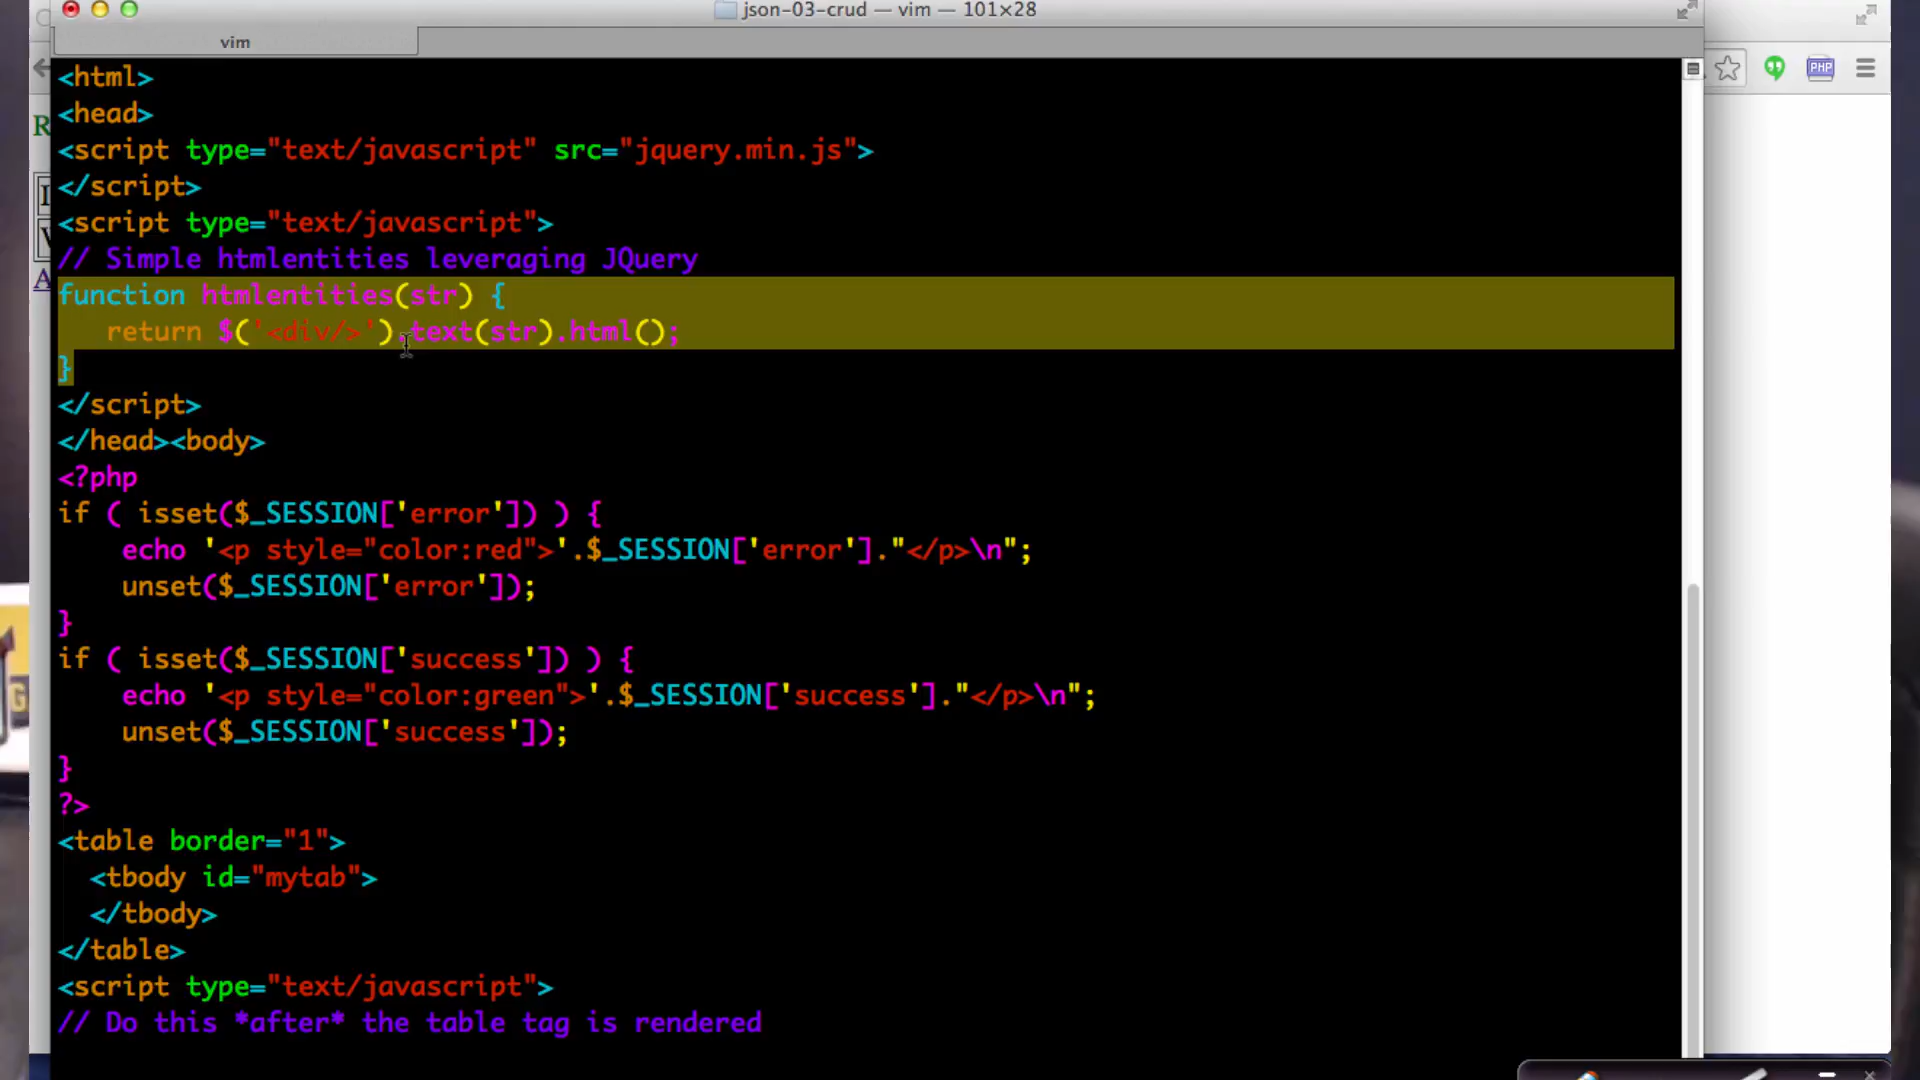 json-03-crud — vim — 101×28
vim
PHP
<html>
<head>
<script type="text/javascript" src="jquery.min.js">
</script>
<script type="text/javascript">
// Simple htmlentities leveraging JQuery
function htmlentities(str) {
   return $('<div/>').text(str).html();
}
</script>
</head><body>
<?php
if ( isset($_SESSION['error']) ) {
    echo '<p style="color:red">'.$_SESSION['error']."</p>\n";
    unset($_SESSION['error']);
}
if ( isset($_SESSION['success']) ) {
    echo '<p style="color:green">'.$_SESSION['success']."</p>\n";
    unset($_SESSION['success']);
}
?>
<table border="1">
  <tbody id="mytab">
  </tbody>
</table>
<script type="text/javascript">
// Do this *after* the table tag is rendered